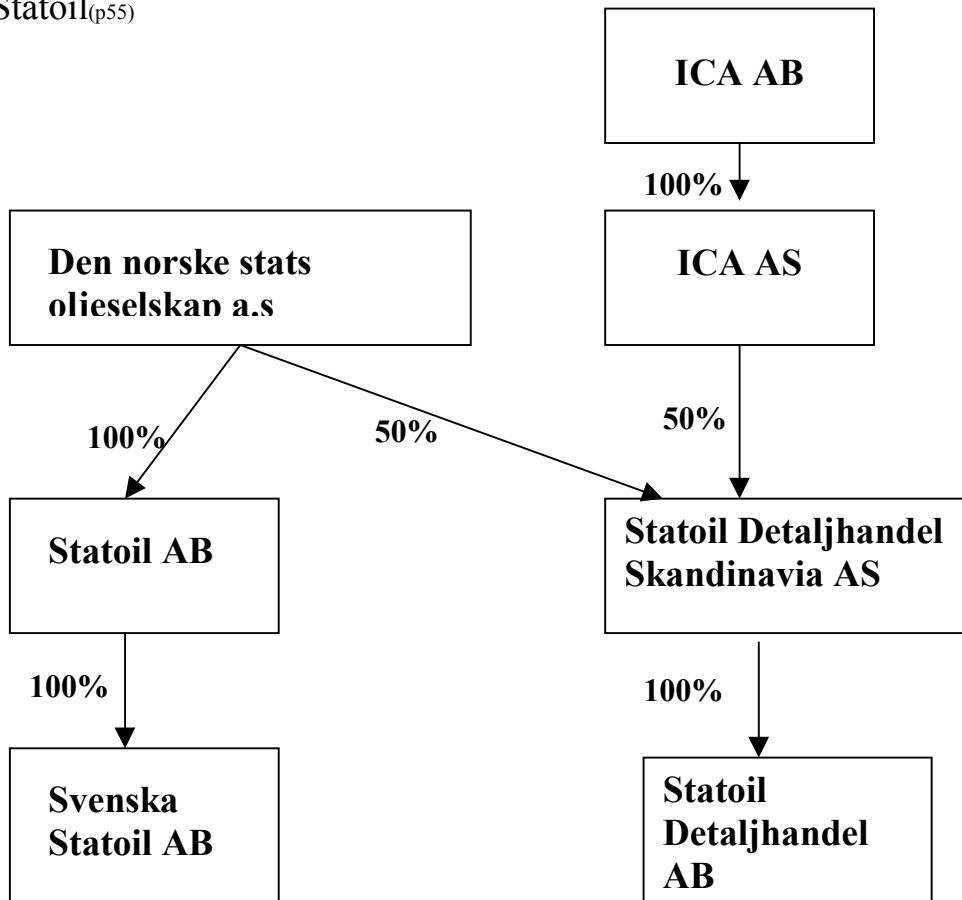 Statoil(p55)
ICA AB
100%
Den norske stats
oljeselskap a.s
ICA AS
100%
50%
50%
Statoil AB
Statoil Detaljhandel
Skandinavia AS
100%
100%
Svenska
Statoil AB
Statoil
Detaljhandel
AB